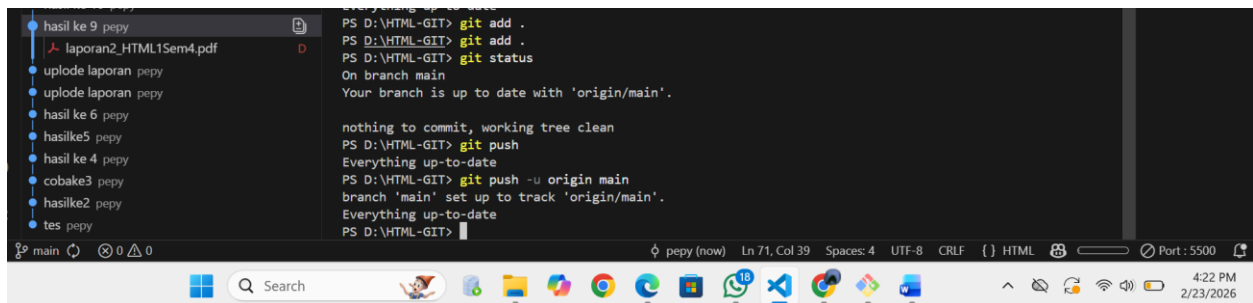 hasil ke 9 pepy
laporan2_HTML1Sem4.pdf D
uplode laporan pepy
uplode laporan pepy
hasil ke 6 pepy
hasilke5 pepy
hasil ke 4 pepy
cobake3 pepy
hasilke2 pepy
tes pepy
PS D:\HTML-GIT> git add .
PS D:\HTML-GIT> git add .
PS D:\HTML-GIT> git status
On branch main
Your branch is up to date with 'origin/main'.
nothing to commit, working tree clean
PS D:\HTML-GIT> git push
Everything up-to-date
PS D:\HTML-GIT> git push -u origin main
branch 'main' set up to track 'origin/main'.
Everything up-to-date
PS D:\HTML-GIT>
main 0 0 pepy (now) Ln 71, Col 39 Spaces: 4 UTF-8 CRLF {} HTML Port : 5500
Search 18 4:22 PM
2/23/2026